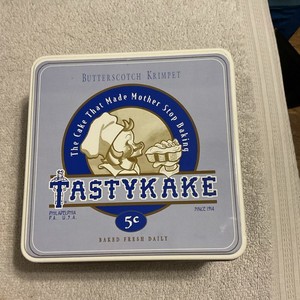 BUTTERSCOTCH KRIMPET
The Cake That Made Mother Stop Baking
TASTYKAKE
PHILADELPHIA
PA. U.S.A.
SINCE 1914
5¢
BAKED FRESH DAILY